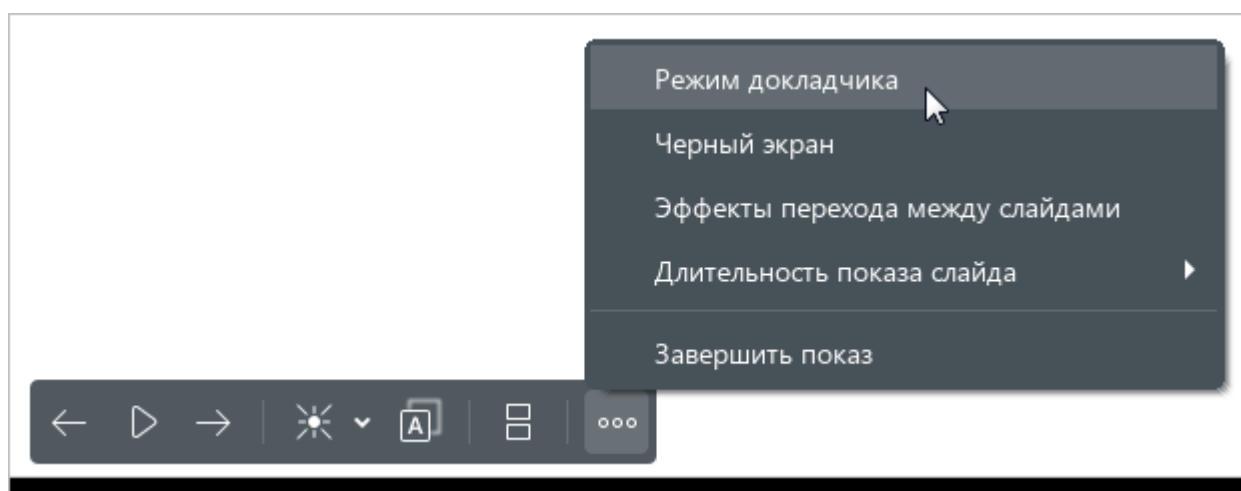 Режим докладчика
Черный экран
Эффекты перехода между слайдами
Длительность показа слайда
Завершить показ
A